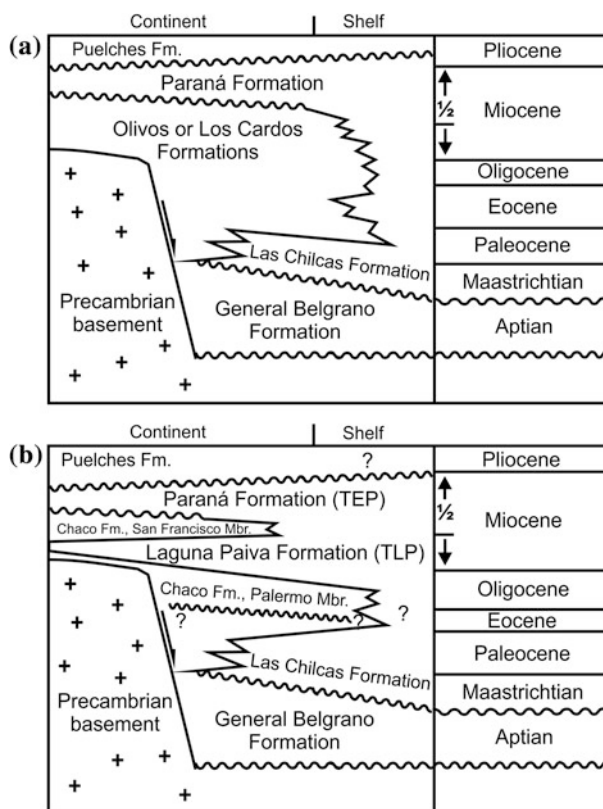 Continent Shelf
(a)
Puelches Fm.
Pliocene
Paraná Formation
½
Miocene
Olivos or Los Cardos
Formations
Oligocene
Eocene
Paleocene
Las Chilcas Formation
Maastrichtian
Precambrian
basement
General Belgrano
Formation
Aptian
Continent Shelf
(b)
Puelches Fm.
?
Pliocene
Paraná Formation (TEP)
½
Miocene
Chaco Fm., San Francisco Mbr.
Laguna Paiva Formation (TLP)
Chaco Fm., Palermo Mbr.
Oligocene
? ? ?
Eocene
Paleocene
Las Chilcas Formation
Maastrichtian
Precambrian
basement
General Belgrano
Formation
Aptian